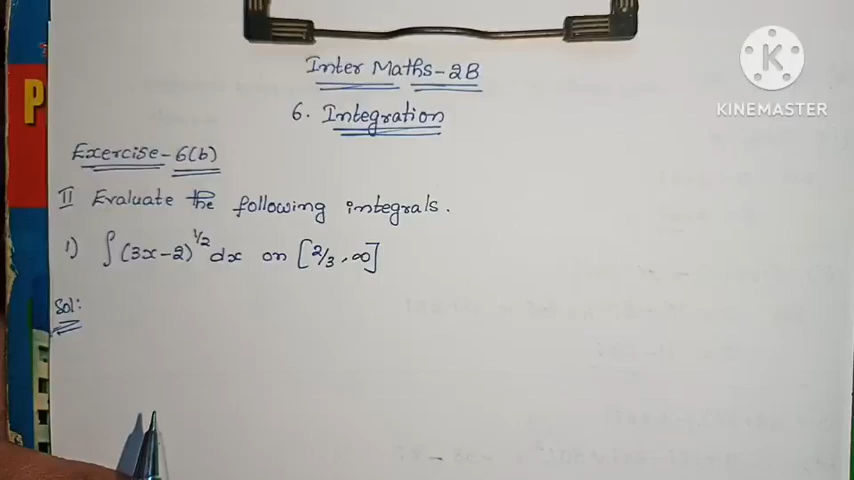 Inter Maths-2B
6. Integration
Exercise-6(b)
II Evaluate the following integrals.
1) ∫(3x-2)^1/2 dx on [2/3, ∞]
Sol:
P
K
KINEMASTER